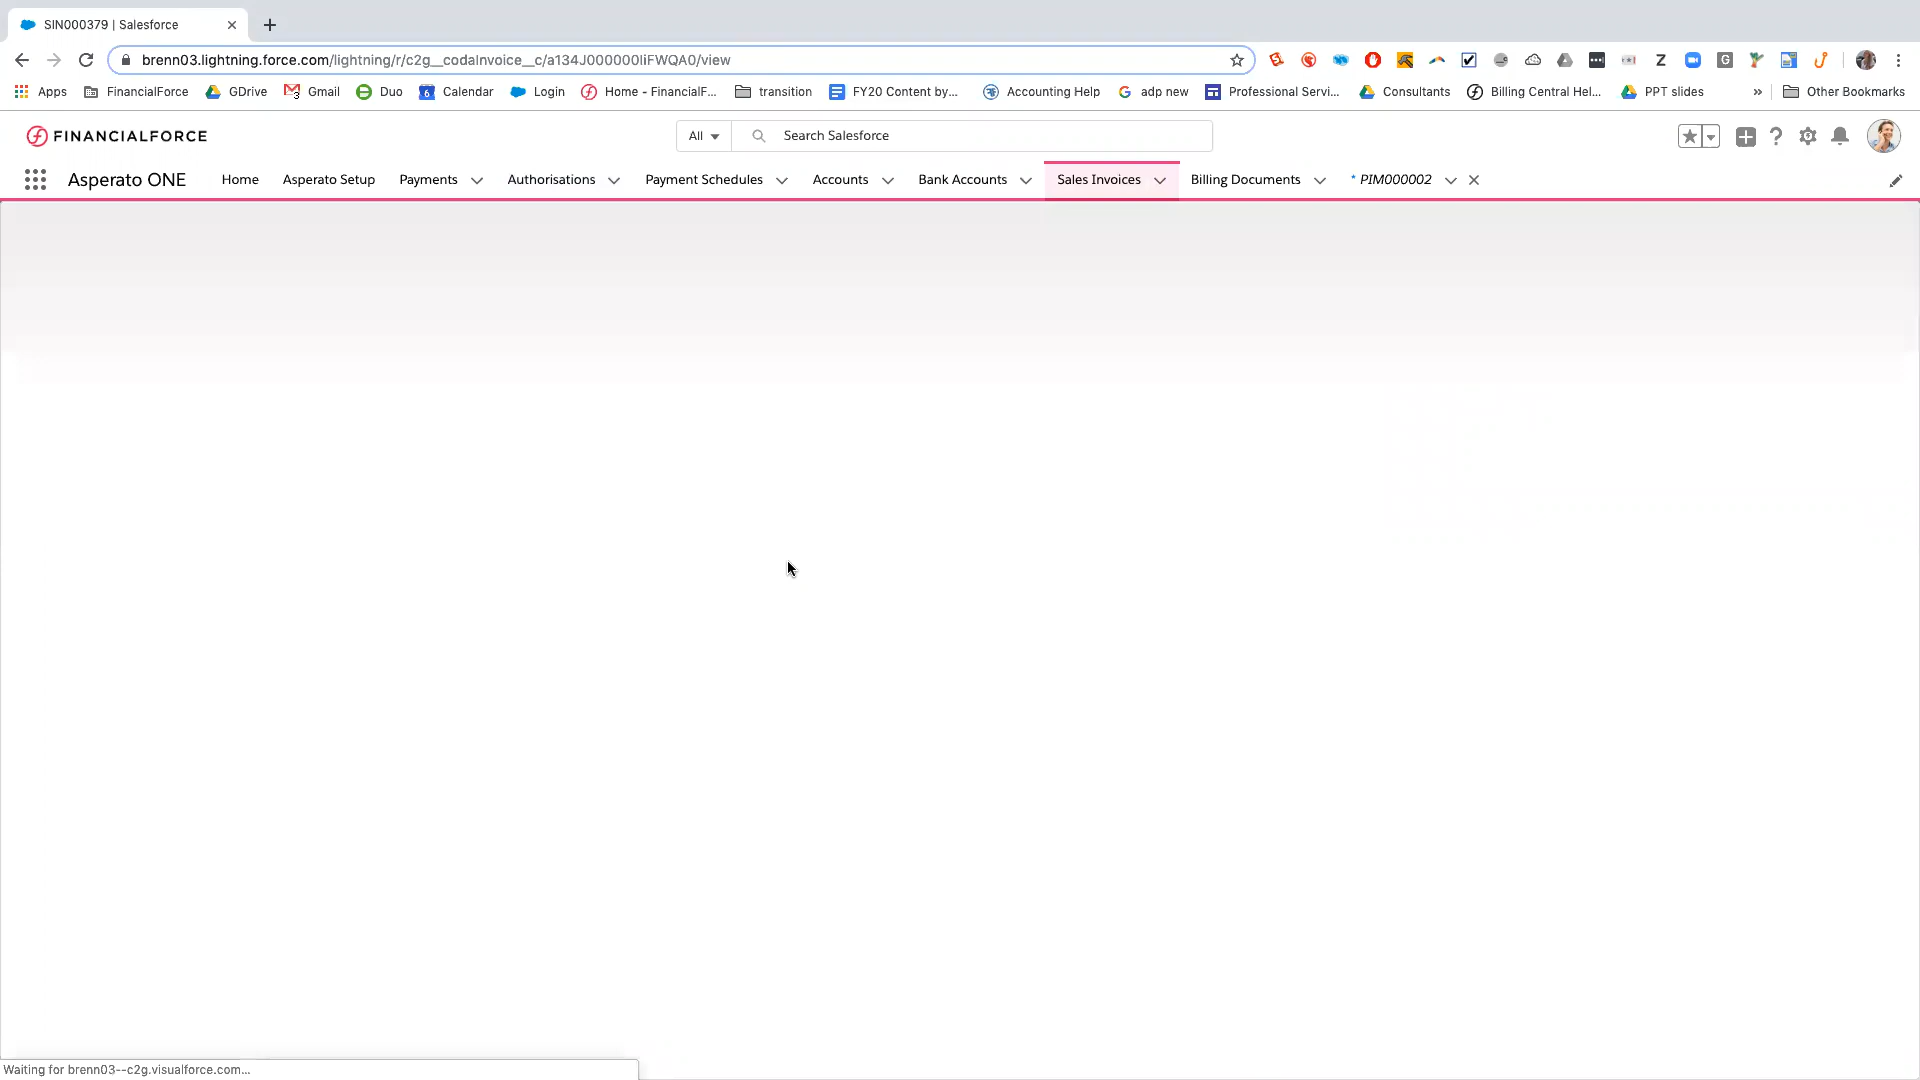 SIN000379 | Salesforce
brenn03.lightning.force.com/lightning/r/c2g__codaInvoice__c/a134J000000IiFWQA0/view
Apps FinancialForce GDrive Gmail Duo Calendar Login Home - FinancialF... transition FY20 Content by... Accounting Help adp new Professional Servi... Consultants Billing Central Hel... PPT slides » Other Bookmarks
FINANCIALFORCE All Search Salesforce
Asperato ONE Home Asperato Setup Payments Authorisations Payment Schedules Accounts Bank Accounts Sales Invoices Billing Documents * PIM000002
Waiting for brenn03--c2g.visualforce.com...